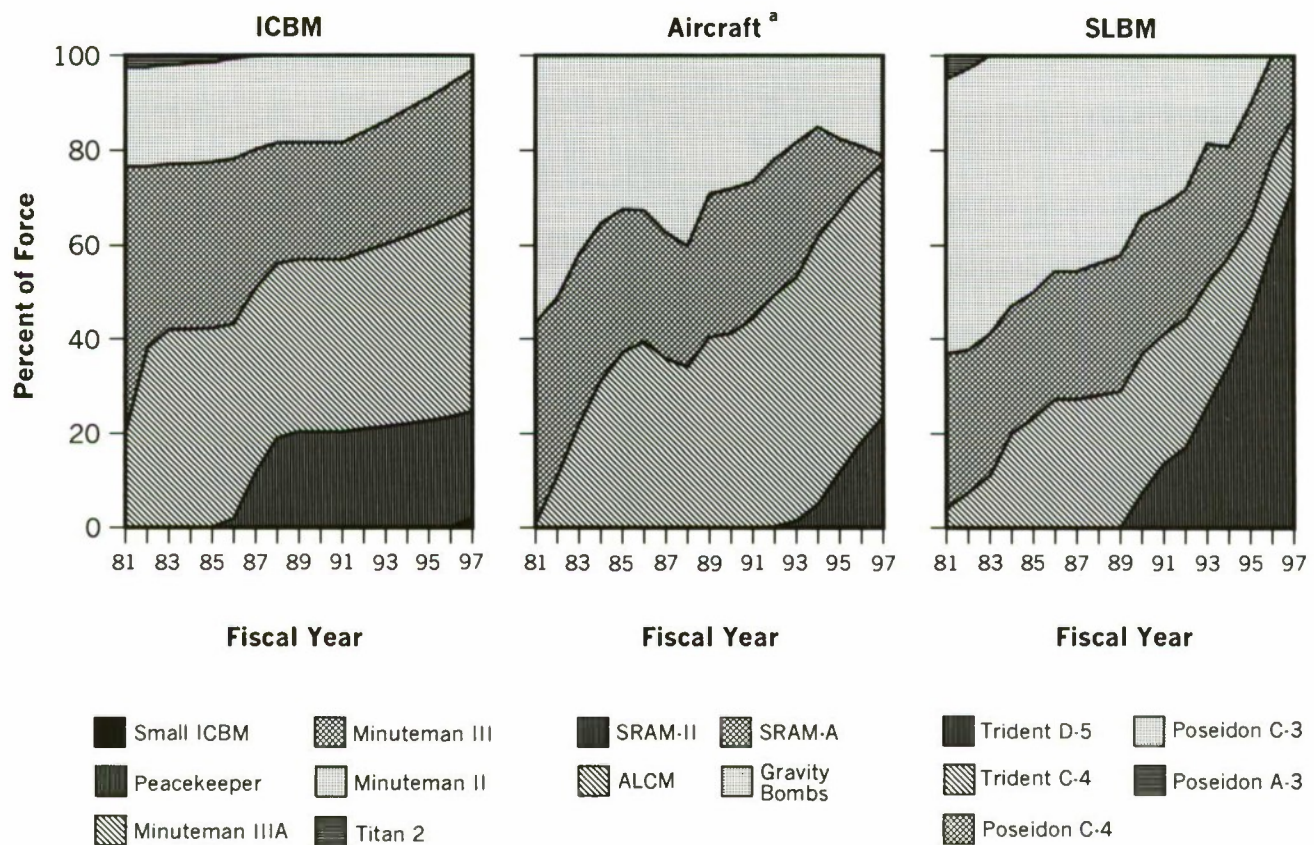 ICBM
Aircraft a
SLBM
Percent of Force
100
80
60
40
20
0
81 83 85 87 89 91 93 95 97
81 83 85 87 89 91 93 95 97
81 83 85 87 89 91 93 95 97
Fiscal Year
Fiscal Year
Fiscal Year
Small ICBM
Peacekeeper
Minuteman IIIA
Minuteman III
Minuteman II
Titan 2
SRAM-II
ALCM
SRAM-A
Gravity
Bombs
Trident D-5
Trident C-4
Poseidon C-4
Poseidon C-3
Poseidon A-3